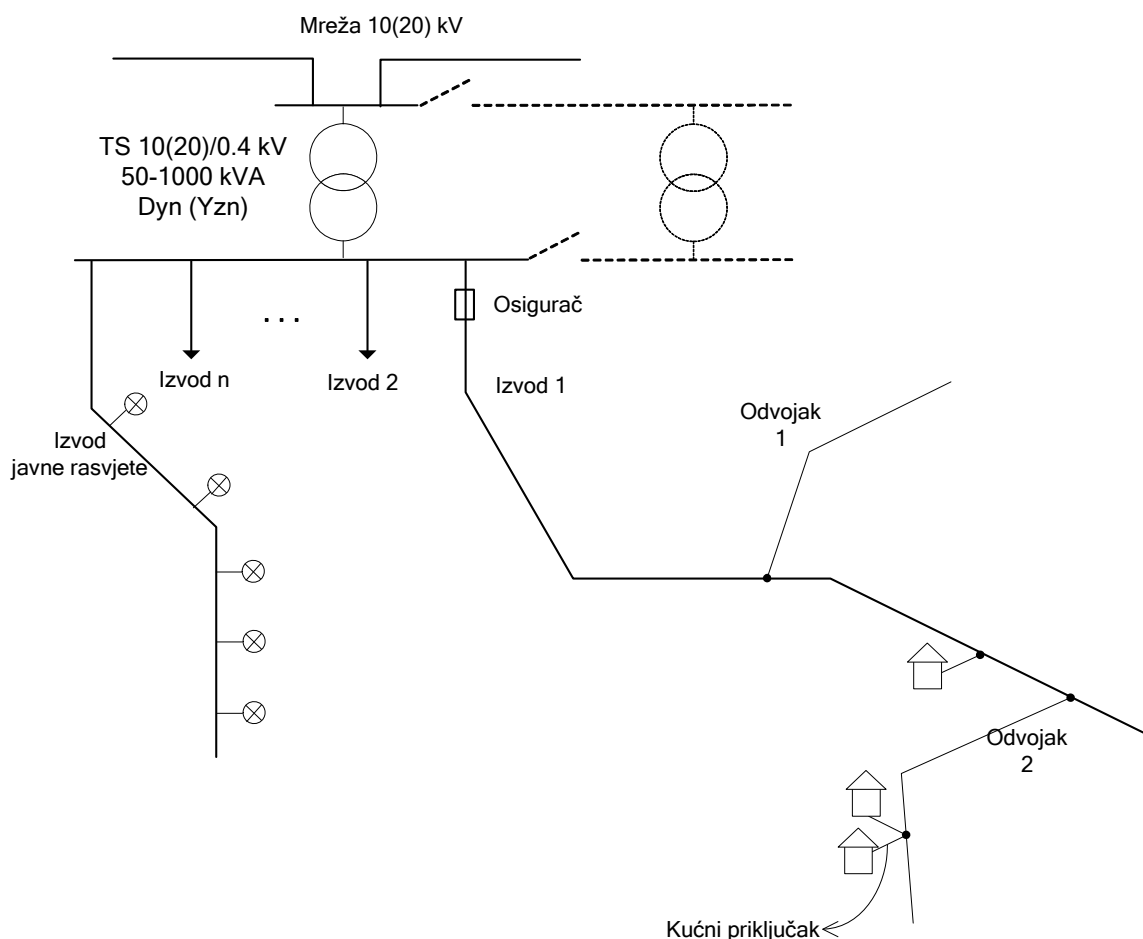 Mreža 10(20) kV
TS 10(20)/0.4 kV
50-1000 kVA
Dyn (Yzn)
Osigurač
. . .
Izvod n
Izvod 2
Izvod 1
Izvod
javne rasvjete
Odvojak
1
Odvojak
2
Kućni priključak